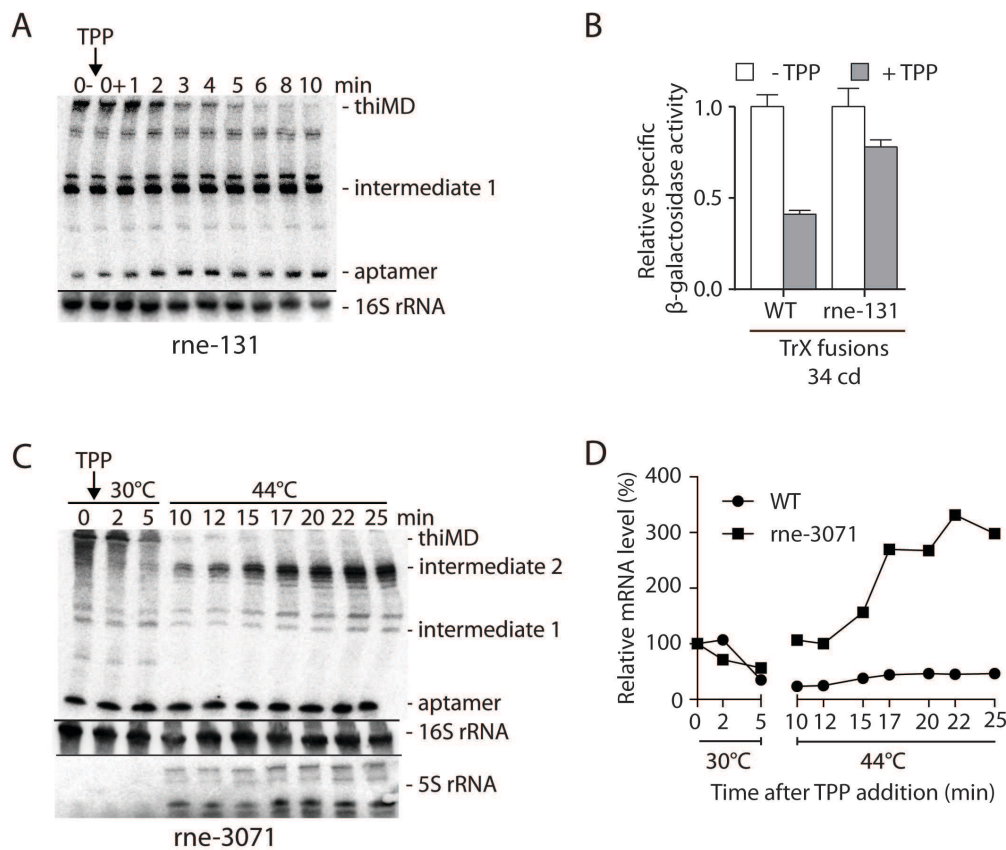 A
TPP
0- 0+ 1 2 3 4 5 6 8 10 min
- thiMD
- intermediate 1
- aptamer
- 16S rRNA
rne-131
B
- TPP + TPP
Relative specific
β-galactosidase activity
1.0
0.5
0.0
WT rne-131
TrX fusions
34 cd
C
TPP
30°C 44°C
0 2 5 10 12 15 17 20 22 25 min
- thiMD
- intermediate 2
- intermediate 1
- aptamer
- 16S rRNA
- 5S rRNA
rne-3071
D
Relative mRNA level (%)
400
300
200
100
0
WT
rne-3071
0 2 5 10 12 15 17 20 22 25
30°C 44°C
Time after TPP addition (min)